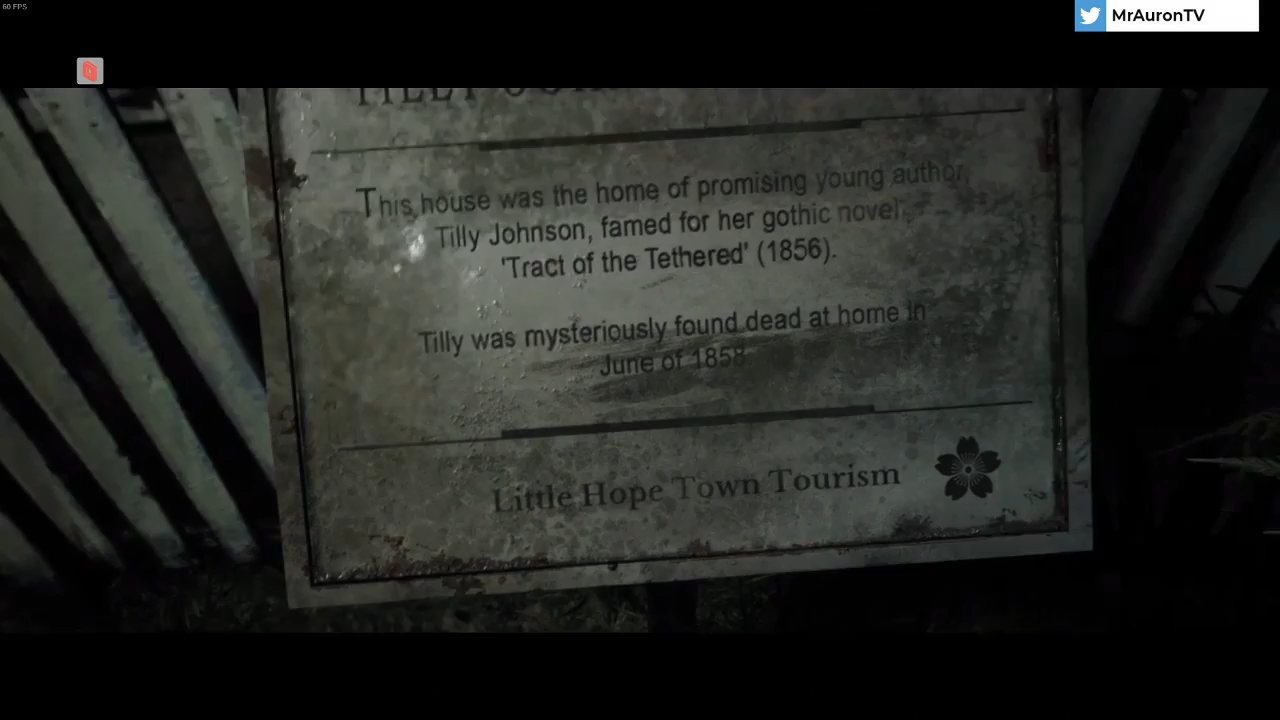 60 FPS
MrAuronTV
TILLY
This house was the home of promising young author,
Tilly Johnson, famed for her gothic novel,
'Tract of the Tethered' (1856).
Tilly was mysteriously found dead at home in
June of 1858
Little Hope Town Tourism